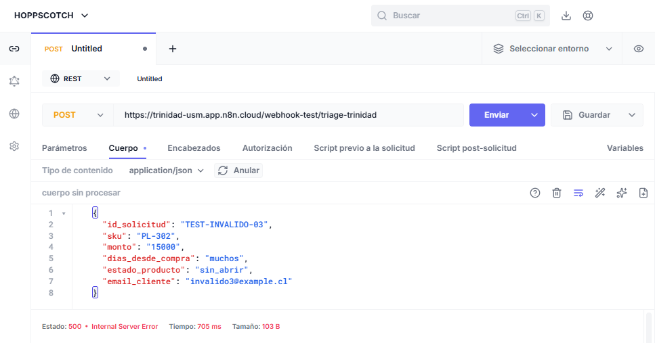 HOPPSCOTCH
Buscar
Ctrl K
POST Untitled
+
Seleccionar entorno
REST
Untitled
POST
https://trinidad-usm.app.n8n.cloud/webhook-test/triage-trinidad
Enviar
Guardar
Parámetros Cuerpo Encabezados Autorización Script previo a la solicitud Script post-solicitud Variables
Tipo de contenido application/json Anular
cuerpo sin procesar
1 {
2 "id_solicitud": "TEST-INVALIDO-03",
3 "sku": "PL-302",
4 "monto": "15000",
5 "dias_desde_compra": "muchos",
6 "estado_producto": "sin_abrir",
7 "email_cliente": "invalido3@example.cl"
8 }
Estado: 500 • Internal Server Error Tiempo: 705 ms Tamaño: 103 B